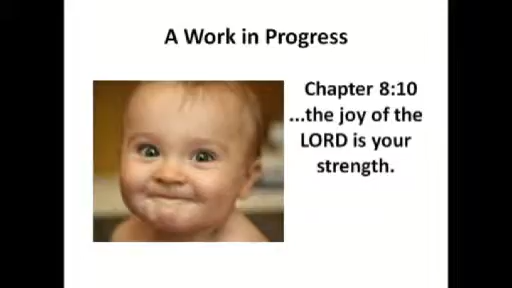 A Work in Progress
Chapter 8:10
...the joy of the
LORD is your
strength.